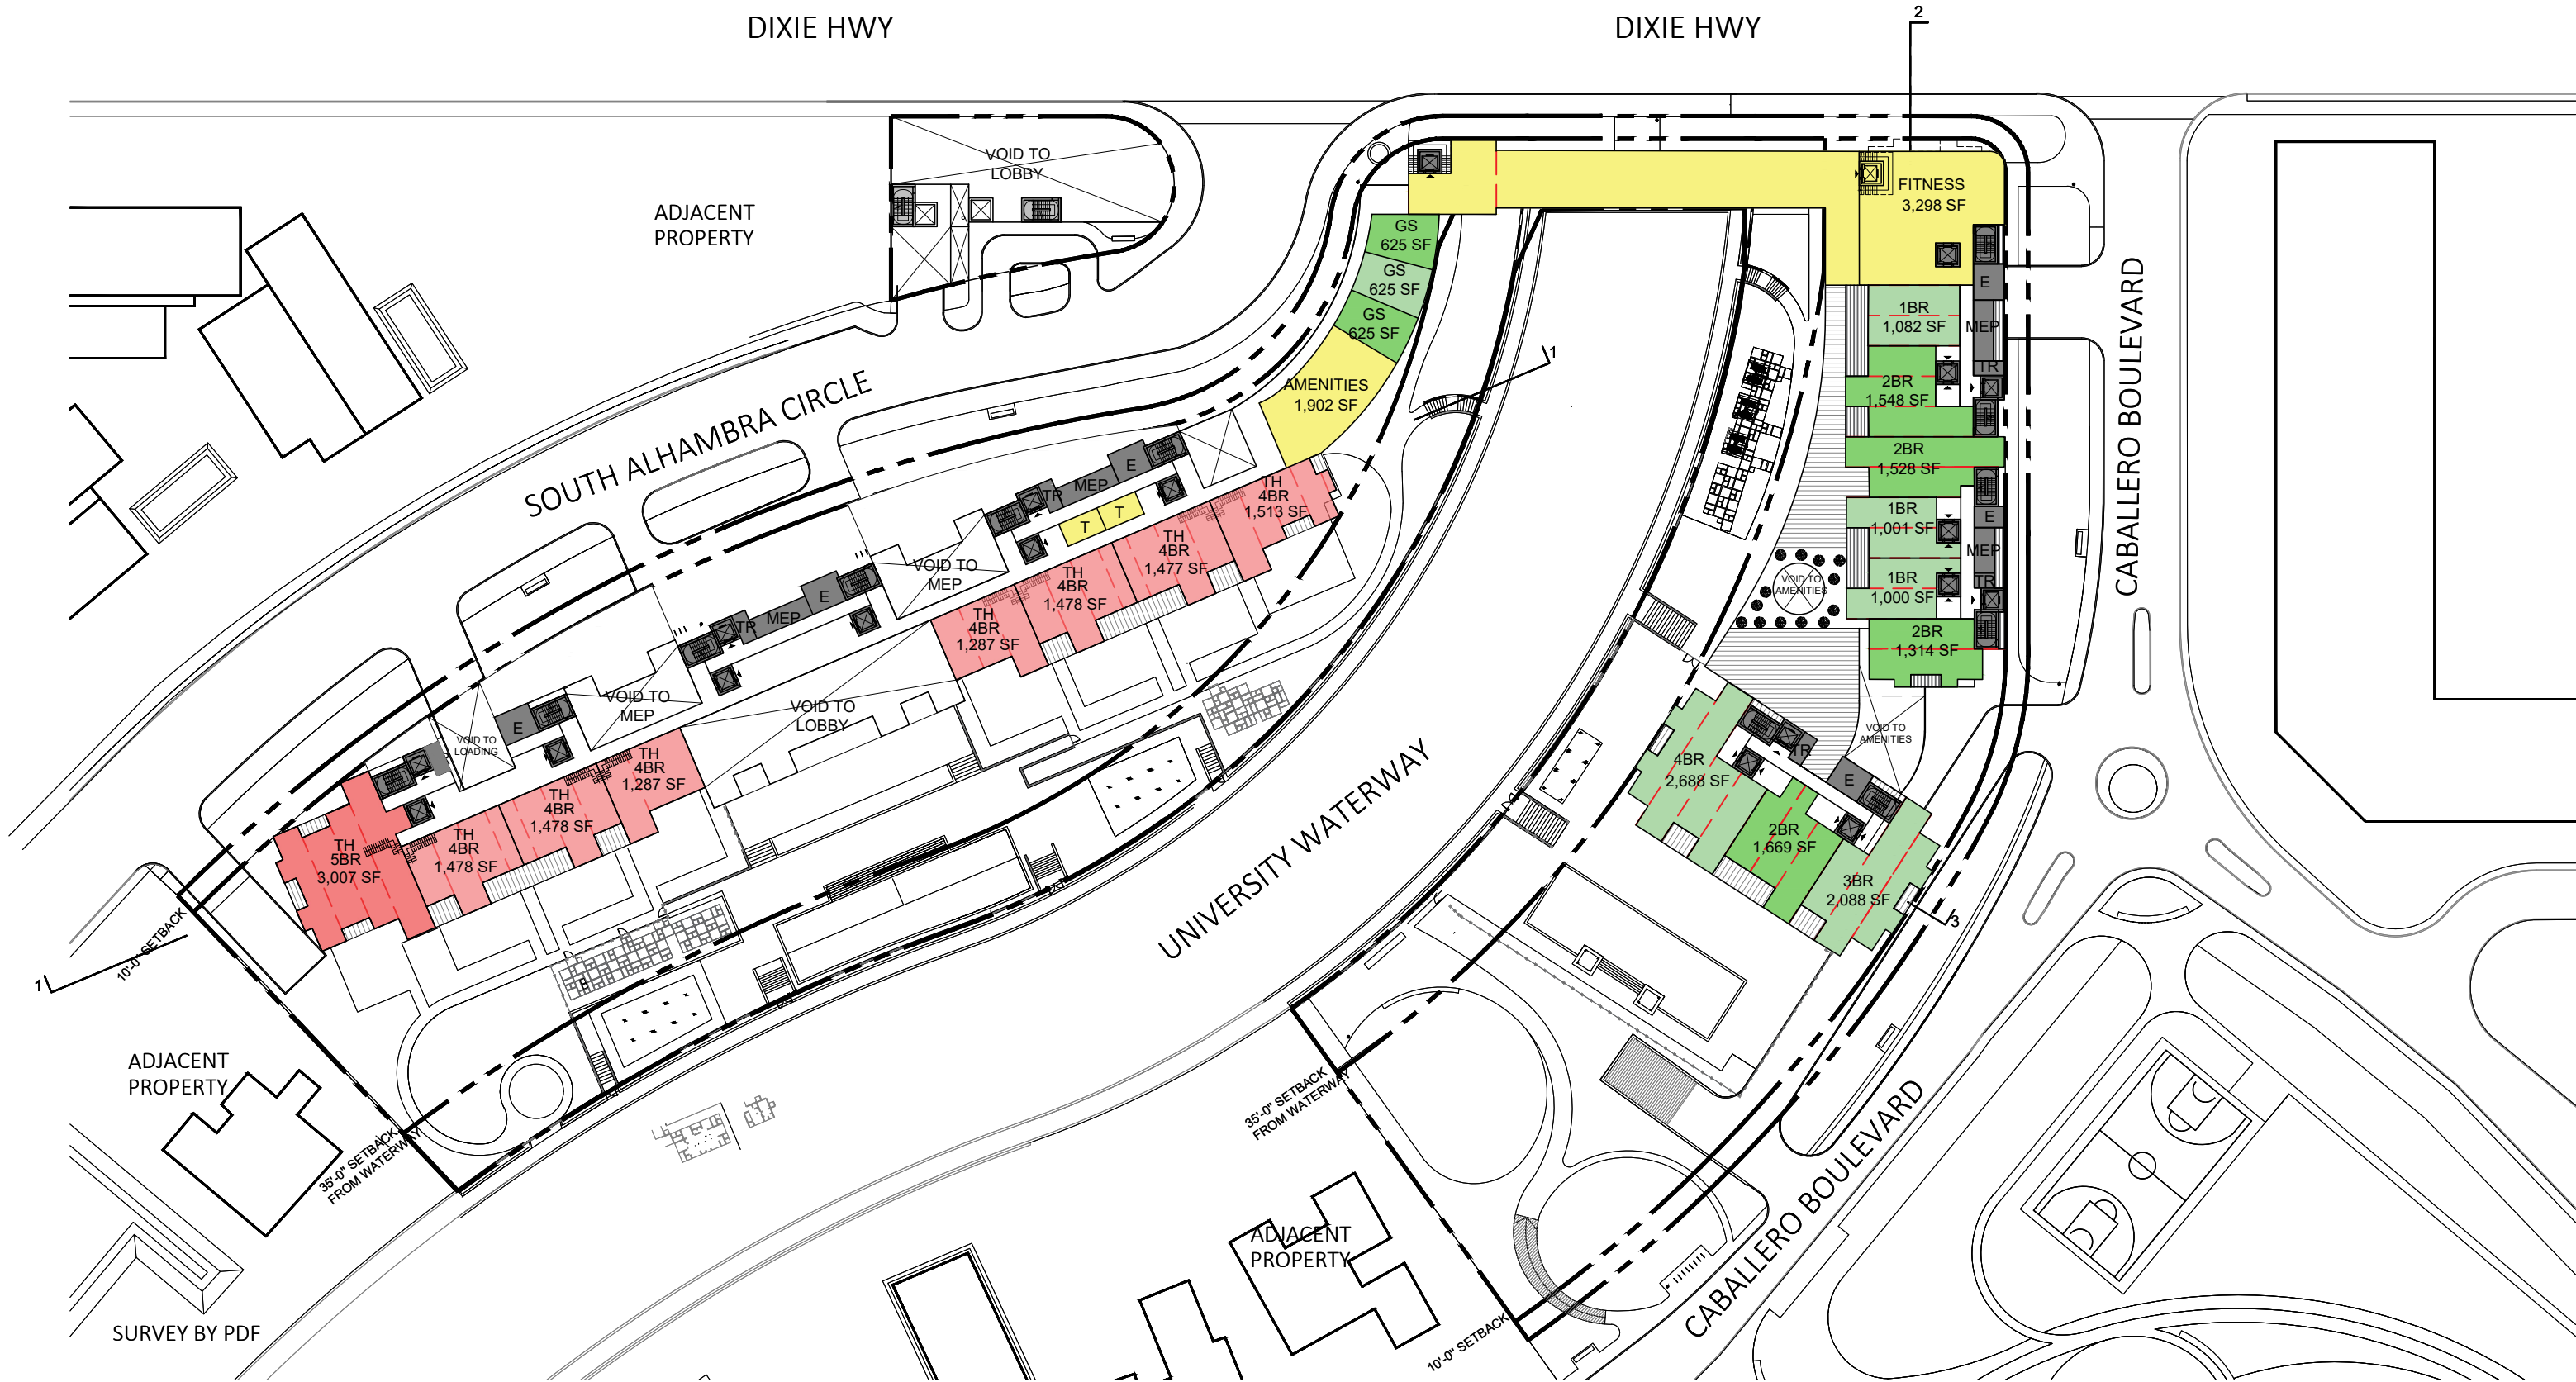 DIXIE HWY
DIXIE HWY
2
VOID TO
LOBBY
ADJACENT
PROPERTY
FITNESS
3,298 SF
GS
625 SF
GS
625 SF
GS
625 SF
AMENITIES
1,902 SF
1
E
1BR
1,082 SF
MEP
TR
2BR
1,548 SF
2BR
1,528 SF
1BR
1,001 SF
E
MEP
1BR
1,000 SF
TR
2BR
1,314 SF
VOID TO
AMENITIES
CABALLERO BOULEVARD
CABALLERO BOULEVARD
SOUTH ALHAMBRA CIRCLE
E
MEP
TR
T
T
TH
4BR
1,513 SF
TH
4BR
1,477 SF
TH
4BR
1,478 SF
TH
4BR
1,287 SF
VOID TO
MEP
E
MEP
TR
VOID TO
MEP
VOID TO
LOBBY
E
VOID TO
LOADING
TH
4BR
1,287 SF
TH
4BR
1,478 SF
TH
4BR
1,478 SF
TH
5BR
3,007 SF
UNIVERSITY WATERWAY
VOID TO
AMENITIES
TR
E
4BR
2,688 SF
2BR
1,669 SF
3BR
2,088 SF
3
10'-0" SETBACK
1
ADJACENT
PROPERTY
35'-0" SETBACK
FROM WATERWAY
35'-0" SETBACK
FROM WATERWAY
ADJACENT
PROPERTY
CABALLERO BOULEVARD
10'-0" SETBACK
SURVEY BY PDF